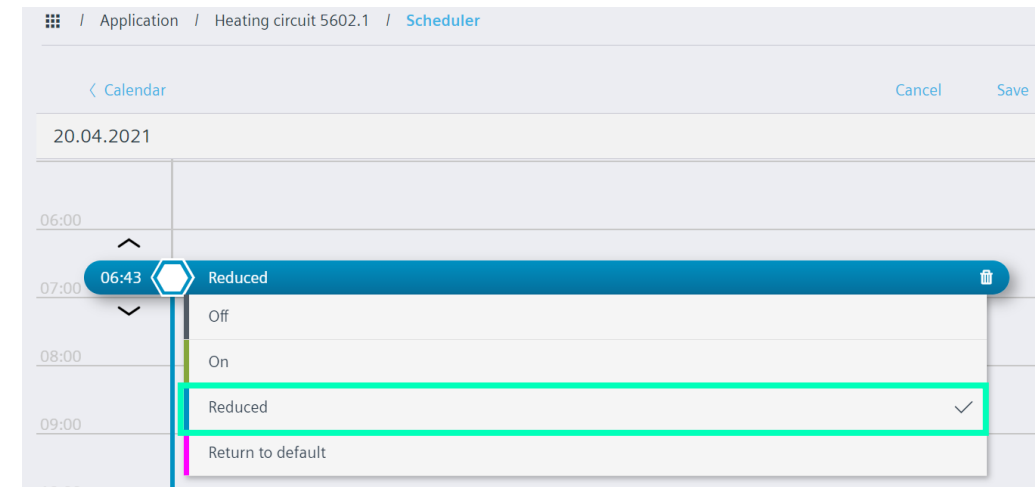 / Application / Heating circuit 5602.1 / Scheduler
< Calendar Cancel Save
20.04.2021
06:00
06:43 Reduced
07:00
Off
08:00
On
Reduced
09:00
Return to default